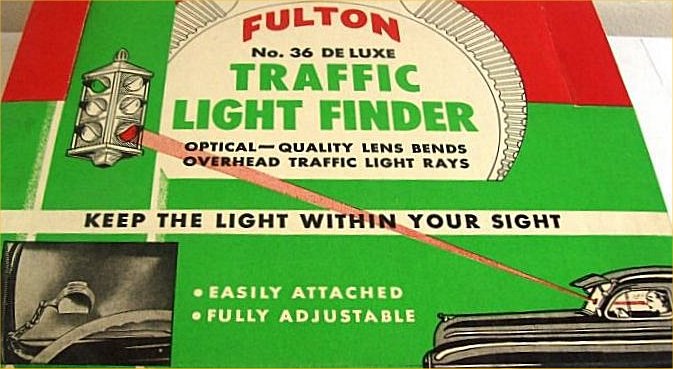 FULTON
No. 36 DE LUXE
TRAFFIC
LIGHT FINDER
OPTICAL—QUALITY LENS BENDS
OVERHEAD TRAFFIC LIGHT RAYS
KEEP THE LIGHT WITHIN YOUR SIGHT
• EASILY ATTACHED
• FULLY ADJUSTABLE